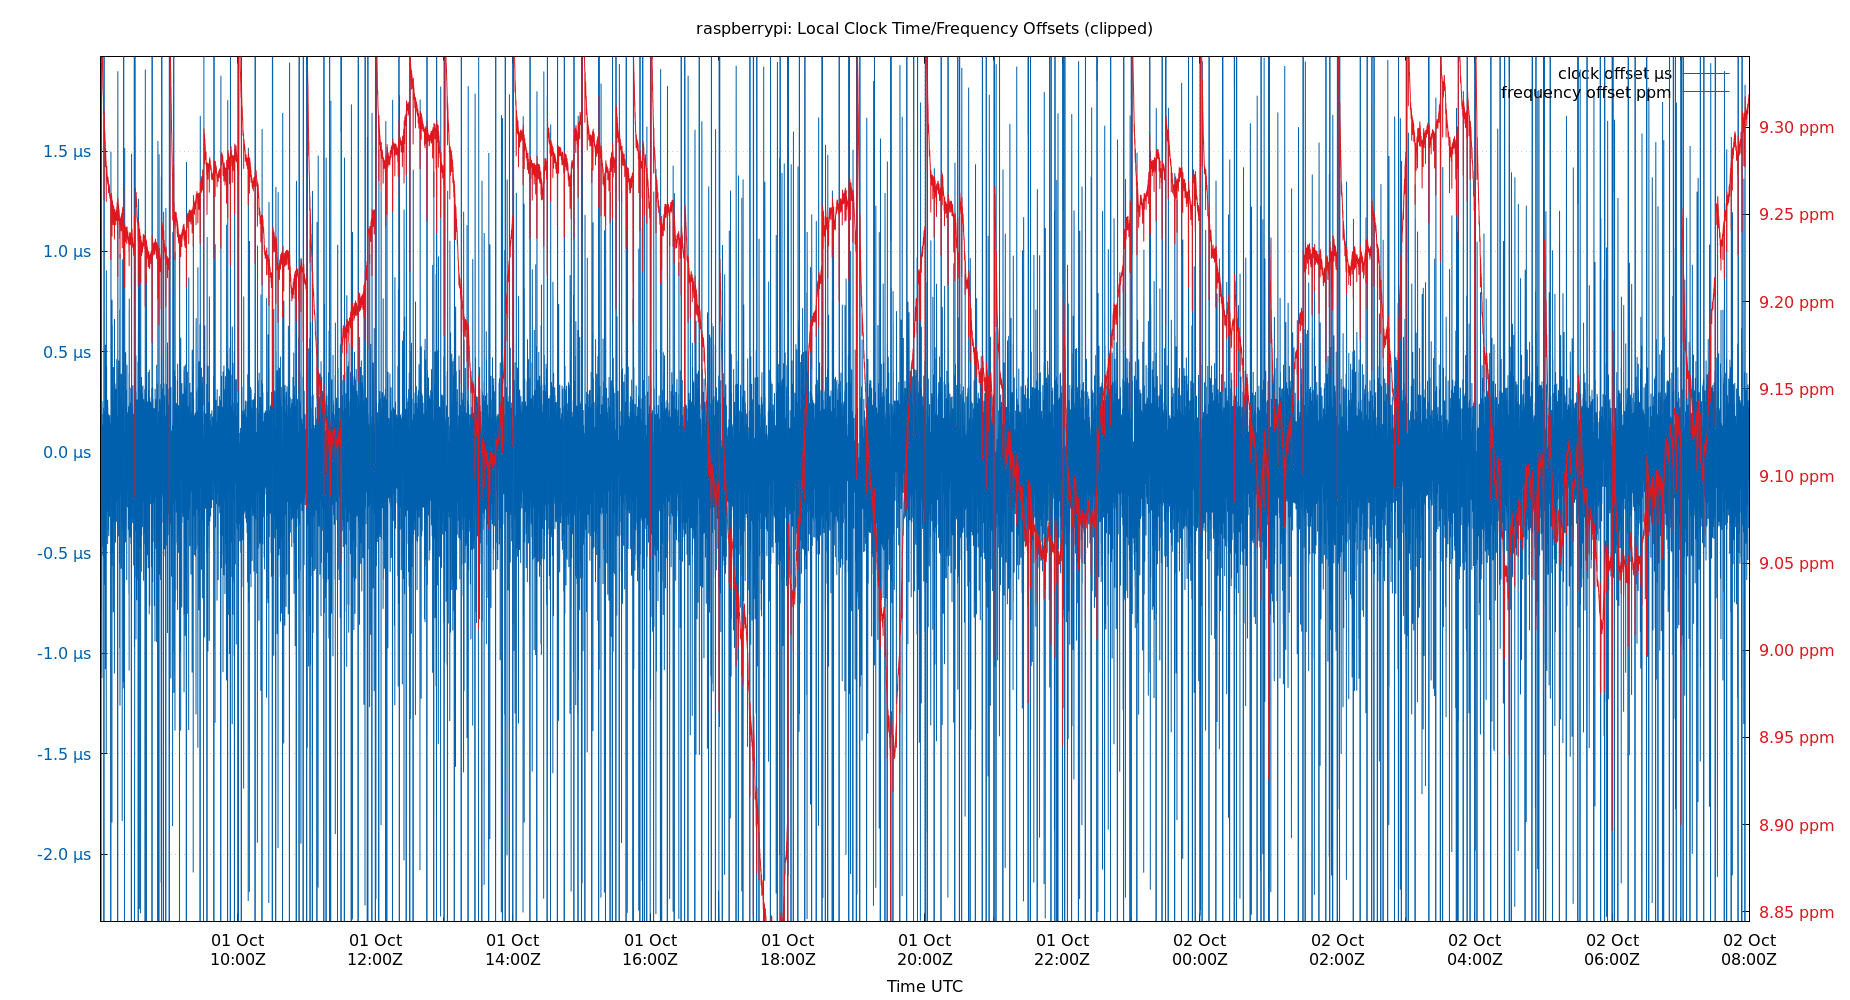 raspberrypi: Local Clock Time/Frequency Offsets (clipped)
clock offset µs
frequency offset ppm
1.5 µs
1.0 µs
0.5 µs
0.0 µs
-0.5 µs
-1.0 µs
-1.5 µs
-2.0 µs
9.30 ppm
9.25 ppm
9.20 ppm
9.15 ppm
9.10 ppm
9.05 ppm
9.00 ppm
8.95 ppm
8.90 ppm
8.85 ppm
01 Oct 01 Oct 01 Oct 01 Oct 01 Oct 01 Oct 01 Oct 02 Oct 02 Oct 02 Oct 02 Oct 02 Oct
10:00Z 12:00Z 14:00Z 16:00Z 18:00Z 20:00Z 22:00Z 00:00Z 02:00Z 04:00Z 06:00Z 08:00Z
Time UTC